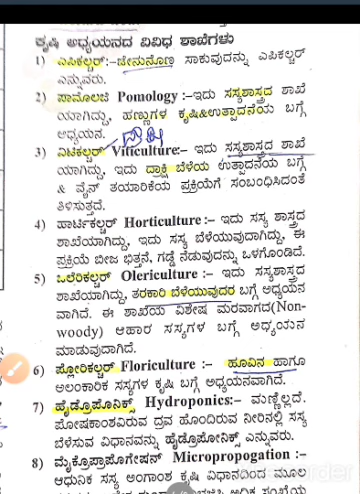 ಕೃಷಿ ಅಧ್ಯಯನದ ವಿವಿಧ ಶಾಖೆಗಳು
1) ಎಪಿಕಲ್ಚರ್:-ಜೇನುನೊಣ ಸಾಕುವುದನ್ನು ಎಪಿಕಲ್ಚರ್
ಎನ್ನುವರು.
2) ಪಾಮೋಲಜಿ Pomology :-ಇದು ಸಸ್ಯಶಾಸ್ತ್ರದ ಶಾಖೆ
ಯಾಗಿದ್ದು, ಹಣ್ಣುಗಳ ಕೃಷಿ&ಉತ್ಪಾದನೆಯ ಬಗ್ಗೆ
ಅಧ್ಯಯನ.
3) ವಿಟಿಕಲ್ಚರ್ Viticulture:- ಇದು ಸಸ್ಯಶಾಸ್ತ್ರದ ಶಾಖೆ
ಯಾಗಿದ್ದು, ಇದು ದ್ರಾಕ್ಷಿ ಬೆಳೆಯ ಉತ್ಪಾದನೆಯ ಬಗ್ಗೆ
& ವೈನ್ ತಯಾರಿಕೆಯ ಪ್ರಕ್ರಿಯೆಗೆ ಸಂಬಂಧಿಸಿದಂತೆ
ತಿಳಿಸುತ್ತದೆ.
4) ಹಾರ್ಟಿಕಲ್ಚರ್ Horticulture :- ಇದು ಸಸ್ಯ ಶಾಸ್ತ್ರದ
ಶಾಖೆಯಾಗಿದ್ದು, ಇದು ಸಸ್ಯ ಬೆಳೆಯುವುದಾಗಿದ್ದು, ಈ
ಪ್ರಕ್ರಿಯೆ ಬೀಜ ಭಿತ್ತನೆ, ಗಡ್ಡೆ ನೆಡುವುದನ್ನು ಒಳಗೊಂಡಿದೆ.
5) ಒಲೆರಿಕಲ್ಚರ್ Olericulture :- ಇದು ಸಸ್ಯಶಾಸ್ತ್ರದ
ಶಾಖೆಯಾಗಿದ್ದು, ತರಕಾರಿ ಬೆಳೆಯುವುದರ ಬಗ್ಗೆ ಅಧ್ಯಯನ
ವಾಗಿದೆ. ಈ ಶಾಖೆಯ ವಿಶೇಷ ಮರವಾಗದ(Non-
woody) ಆಹಾರ ಸಸ್ಯಗಳ ಬಗ್ಗೆ ಅಧ್ಯಯನ
ಮಾಡುವುದಾಗಿದೆ.
6) ಫ್ಲೋರಿಕಲ್ಚರ್ Floriculture :- ಹೂವಿನ ಹಾಗೂ
ಅಲಂಕಾರಿಕ ಸಸ್ಯಗಳ ಕೃಷಿ ಬಗ್ಗೆ ಅಧ್ಯಯನವಾಗಿದೆ.
7) ಹೈಡ್ರೊಪೊನಿಕ್ಸ್ Hydroponics:- ಮಣ್ಣಿಲ್ಲದೆ.
ಪೋಷಕಾಂಶವಿರುವ ದ್ರವ ಹೊಂದಿರುವ ನೀರಿನಲ್ಲಿ ಸಸ್ಯ
ಬೆಳೆಸುವ ವಿಧಾನವನ್ನು ಹೈಡ್ರೊಪೋನಿಕ್ಸ್ ಎನ್ನುವರು.
8) ಮೈಕ್ರೊಪ್ರಾಪೊಗೇಷನ್ Micropropogation :-
ಆಧುನಿಕ ಸಸ್ಯ ಅಂಗಾಂಶ ಕೃಷಿ ವಿಧಾನದಿಂದ ಮೂಲ